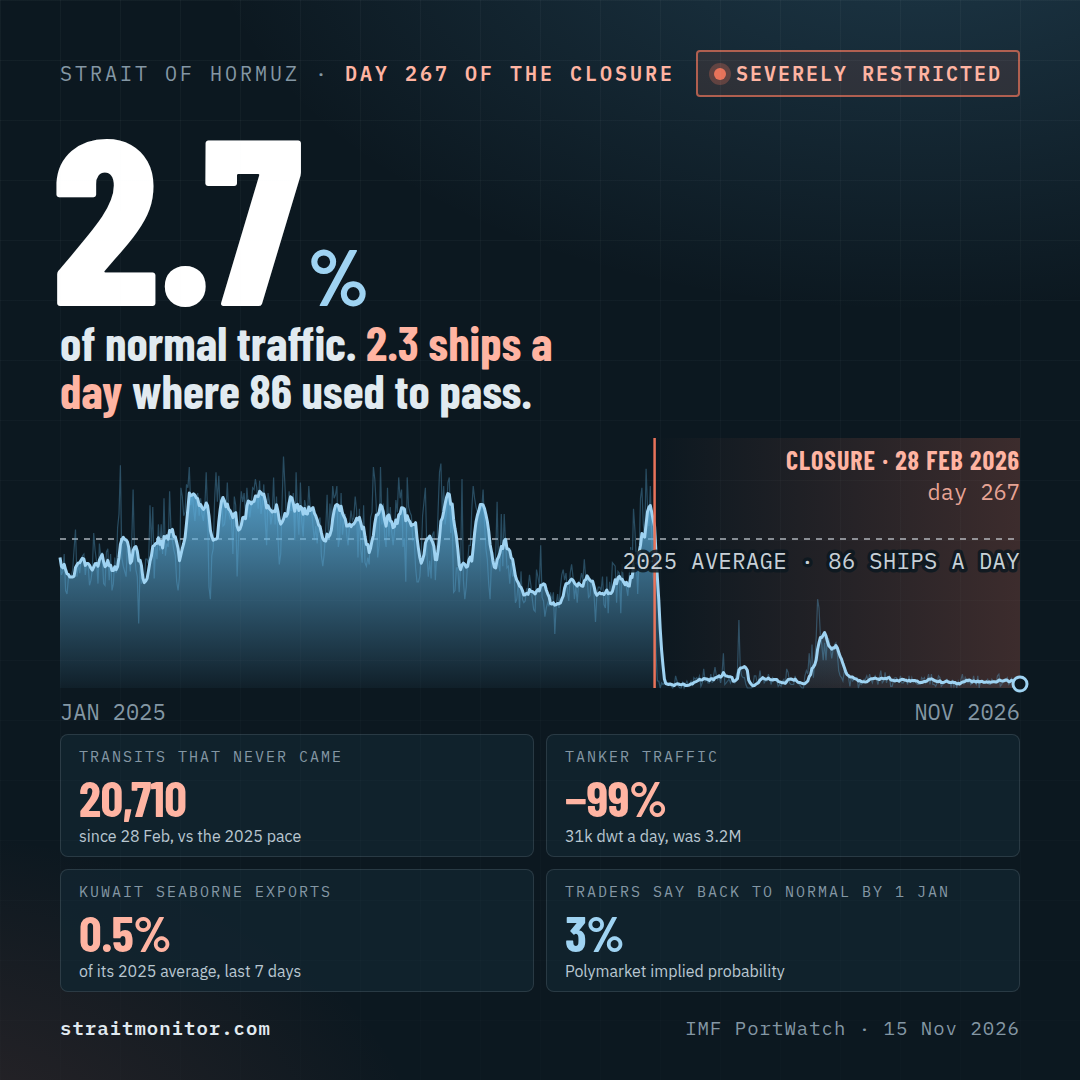 STRAIT OF HORMUZ · DAY 267 OF THE CLOSURE
SEVERELY RESTRICTED
2.7%
of normal traffic. 2.3 ships a
day where 86 used to pass.
CLOSURE · 28 FEB 2026
day 267
2025 AVERAGE · 86 SHIPS A DAY
JAN 2025
NOV 2026
TRANSITS THAT NEVER CAME
20,710
since 28 Feb, vs the 2025 pace
TANKER TRAFFIC
−99%
31k dwt a day, was 3.2M
KUWAIT SEABORNE EXPORTS
0.5%
of its 2025 average, last 7 days
TRADERS SAY BACK TO NORMAL BY 1 JAN
3%
Polymarket implied probability
straitmonitor.com
IMF PortWatch · 15 Nov 2026